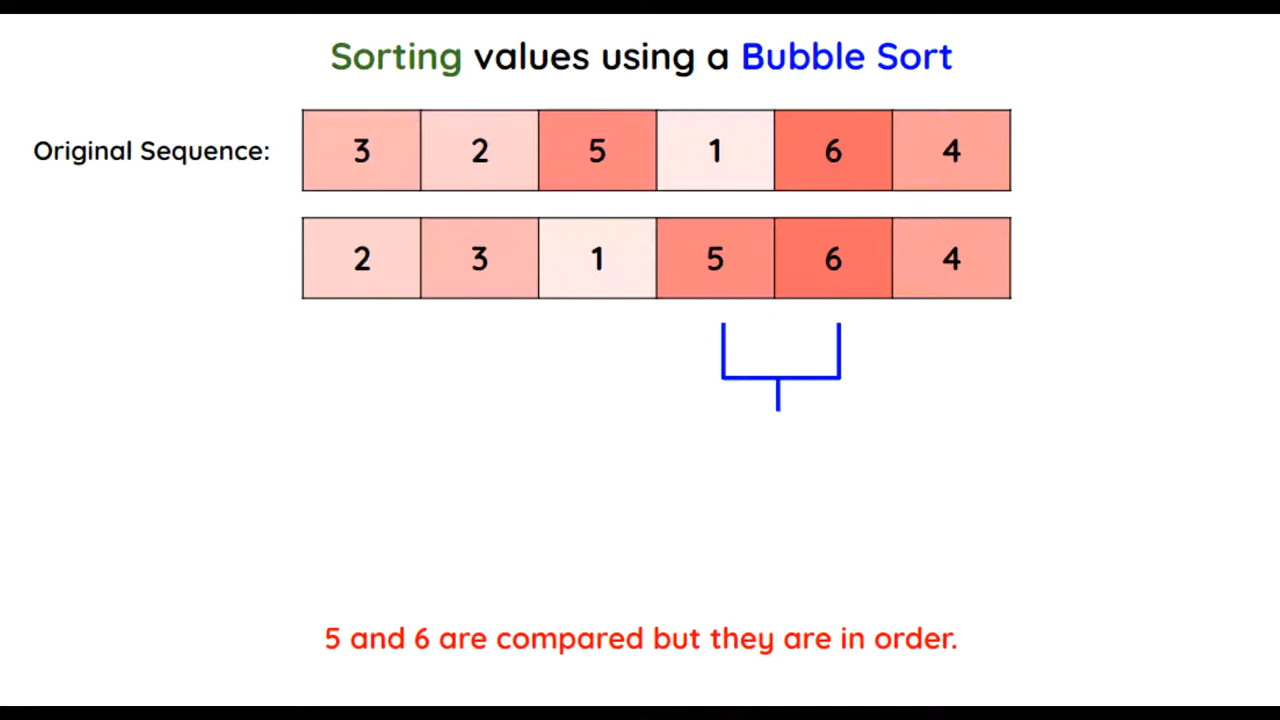 Sorting values using a Bubble Sort
Original Sequence: 3 2 5 1 6 4
2 3 1 5 6 4
5 and 6 are compared but they are in order.